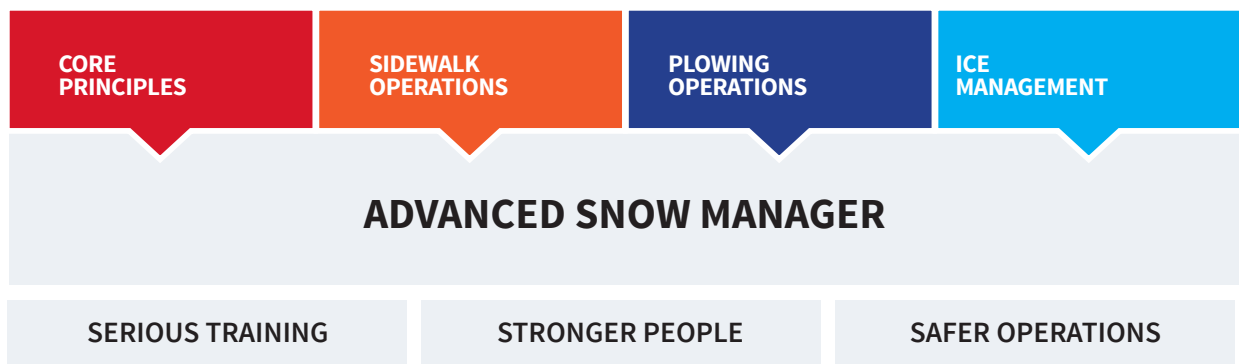 CORE
PRINCIPLES
SIDEWALK
OPERATIONS
PLOWING
OPERATIONS
ICE
MANAGEMENT
ADVANCED SNOW MANAGER
SERIOUS TRAINING
STRONGER PEOPLE
SAFER OPERATIONS